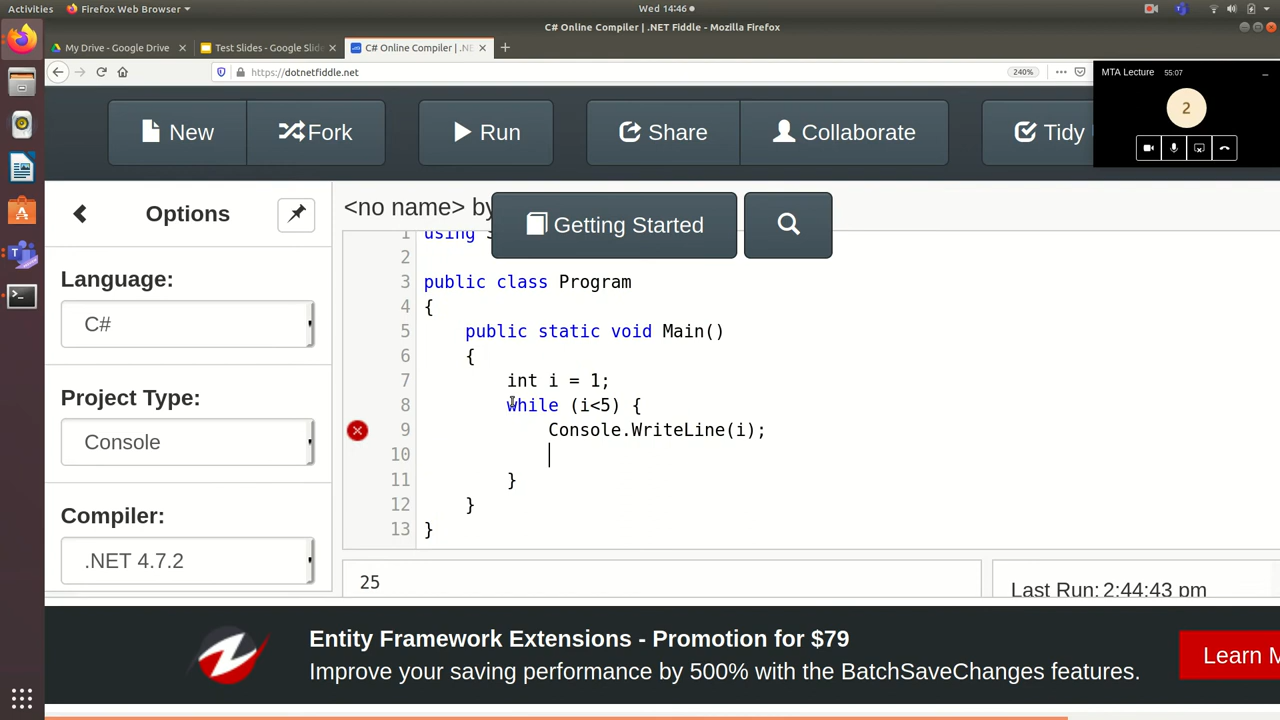 Activities Firefox Web Browser Wed 14:46
C# Online Compiler | .NET Fiddle - Mozilla Firefox
My Drive - Google Drive Test Slides - Google Slide C# Online Compiler | .NE
https://dotnetfiddle.net 240%
MTA Lecture 55:07
2
New Fork Run Share Collaborate Tidy
Options
<no name> by
Getting Started
Language:
C#
Project Type:
Console
Compiler:
.NET 4.7.2
1 using
2
3 public class Program
4 {
5 public static void Main()
6 {
7 int i = 1;
8 while (i<5) {
9 Console.WriteLine(i);
10
11 }
12 }
13 }
25
Last Run: 2:44:43 pm
Entity Framework Extensions - Promotion for $79
Improve your saving performance by 500% with the BatchSaveChanges features.
Learn M